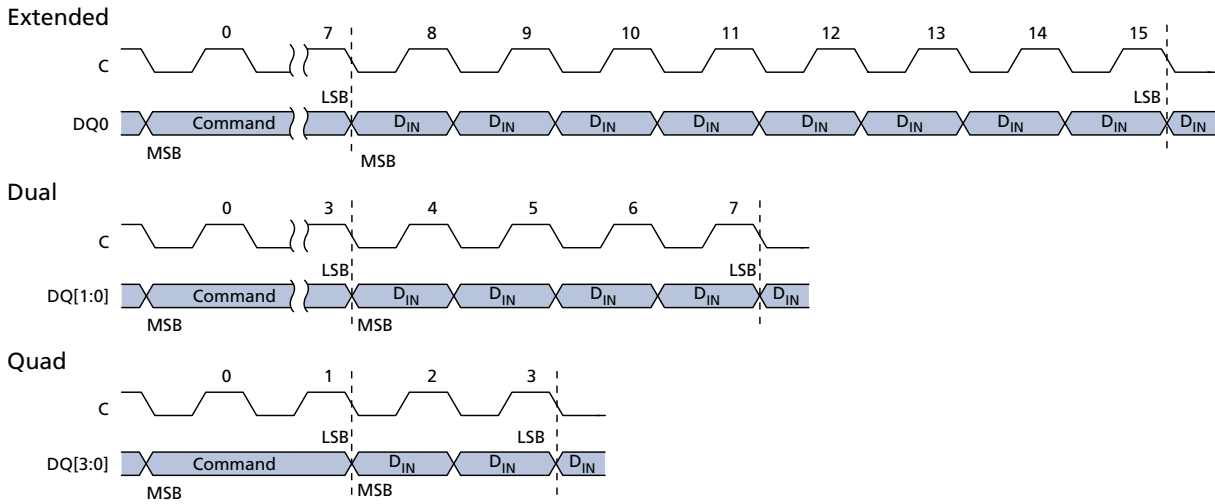 Extended
0 7 8 9 10 11 12 13 14 15
C
LSB LSB
DQ0 Command DIN DIN DIN DIN DIN DIN DIN DIN DIN
MSB MSB
Dual
0 3 4 5 6 7
C
LSB LSB
DQ[1:0] Command DIN DIN DIN DIN DIN
MSB MSB
Quad
0 1 2 3
C
LSB LSB
DQ[3:0] Command DIN DIN DIN
MSB MSB